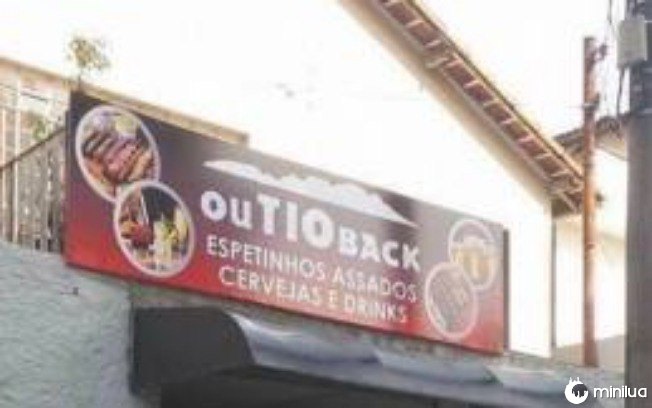 OUTIOBACK
ESPETINHOS ASSADOS
CERVEJAS E DRINKS
minilua